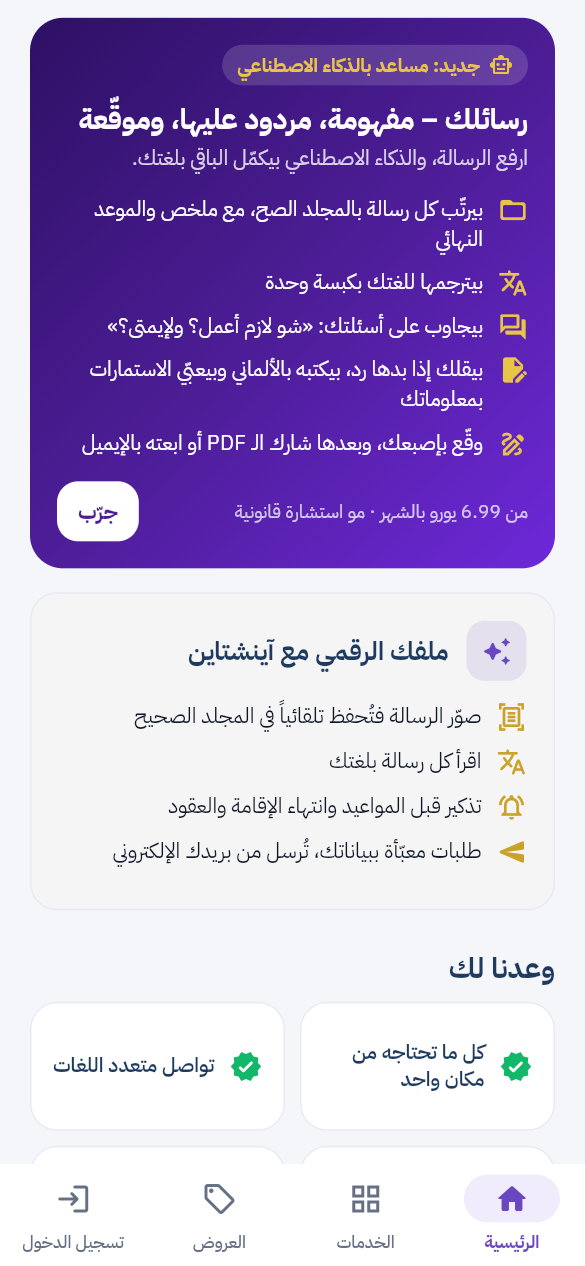 جديد: مساعد بالذكاء الاصطناعي
رسائلك – مفهومة، مردود عليها، وموقّعة
ارفع الرسالة، والذكاء الاصطناعي بيكمّل الباقي بلغتك.
بيرتّب كل رسالة بالمجلد الصح، مع ملخص والموعد
النهائي
بيترجمها للغتك بكبسة وحدة
بيجاوب على أسئلتك: «شو لازم أعمل؟ ولإيمتى؟»
بيقلك إذا بدها رد، بيكتبه بالألماني وبيعبّي الاستمارات
بمعلوماتك
وقّع بإصبعك، وبعدها شارك الـ PDF أو ابعته بالإيميل
من 6.99 يورو بالشهر · مو استشارة قانونية
جرّب
ملفك الرقمي مع آينشتاين
صوّر الرسالة فتُحفظ تلقائياً في المجلد الصحيح
اقرأ كل رسالة بلغتك
تذكير قبل المواعيد وانتهاء الإقامة والعقود
طلبات معبّأة ببياناتك، تُرسل من بريدك الإلكتروني
وعدنا لك
كل ما تحتاجه من
مكان واحد
تواصل متعدد اللغات
الرئيسية
الخدمات
العروض
تسجيل الدخول